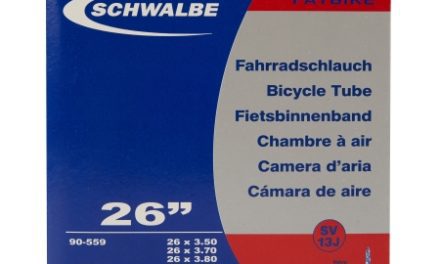 FATBIKE
SCHWALBE
Fahrradschlauch
Bicycle Tube
Fietsbinnenband
Chambre à air
Camera d'aria
Cámara de aire
26”
90-559
26 x 3.50
26 x 3.70
26 x 3.80
SV
13J